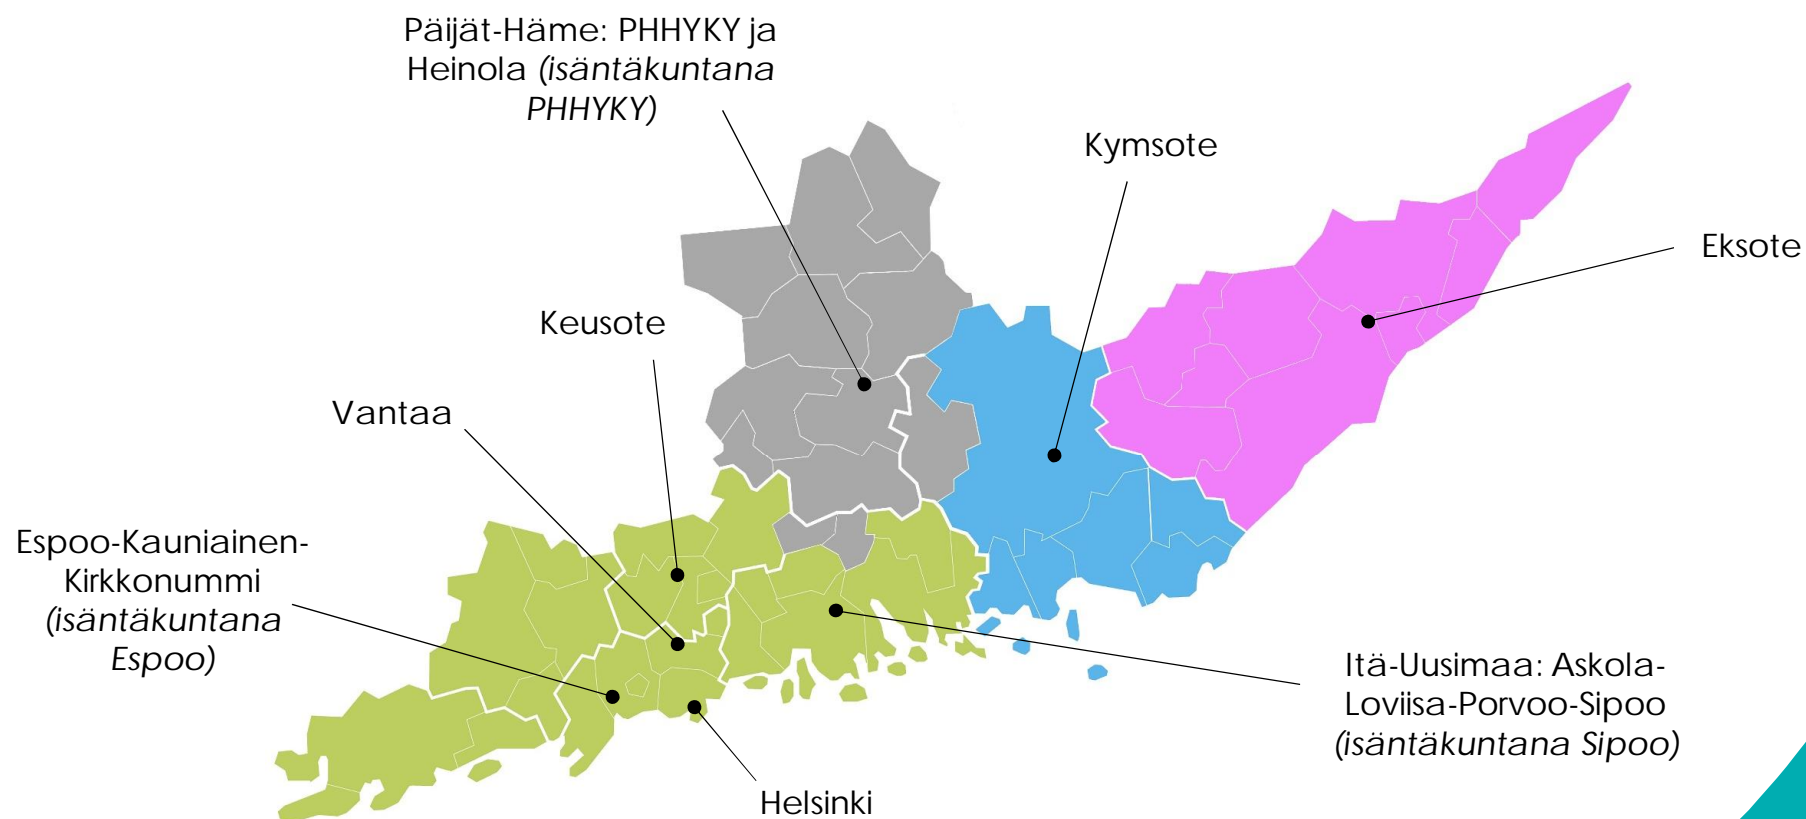 Päijät-Häme: PHHYKY ja
Heinola (isäntäkuntana
PHHYKY)
Kymsote
Eksote
Keusote
Vantaa
Espoo-Kauniainen-
Kirkkonummi
(isäntäkuntana
Espoo)
Itä-Uusimaa: Askola-
Loviisa-Porvoo-Sipoo
(isäntäkuntana Sipoo)
Helsinki